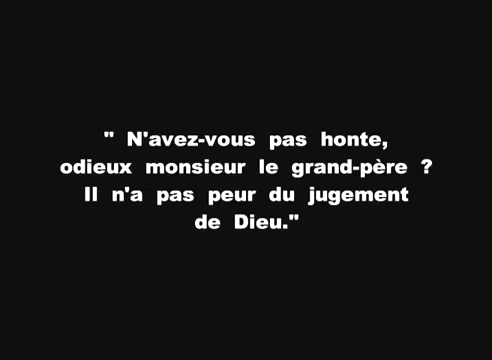 " N'avez-vous pas honte,
odieux monsieur le grand-père ?
Il n'a pas peur du jugement
de Dieu."